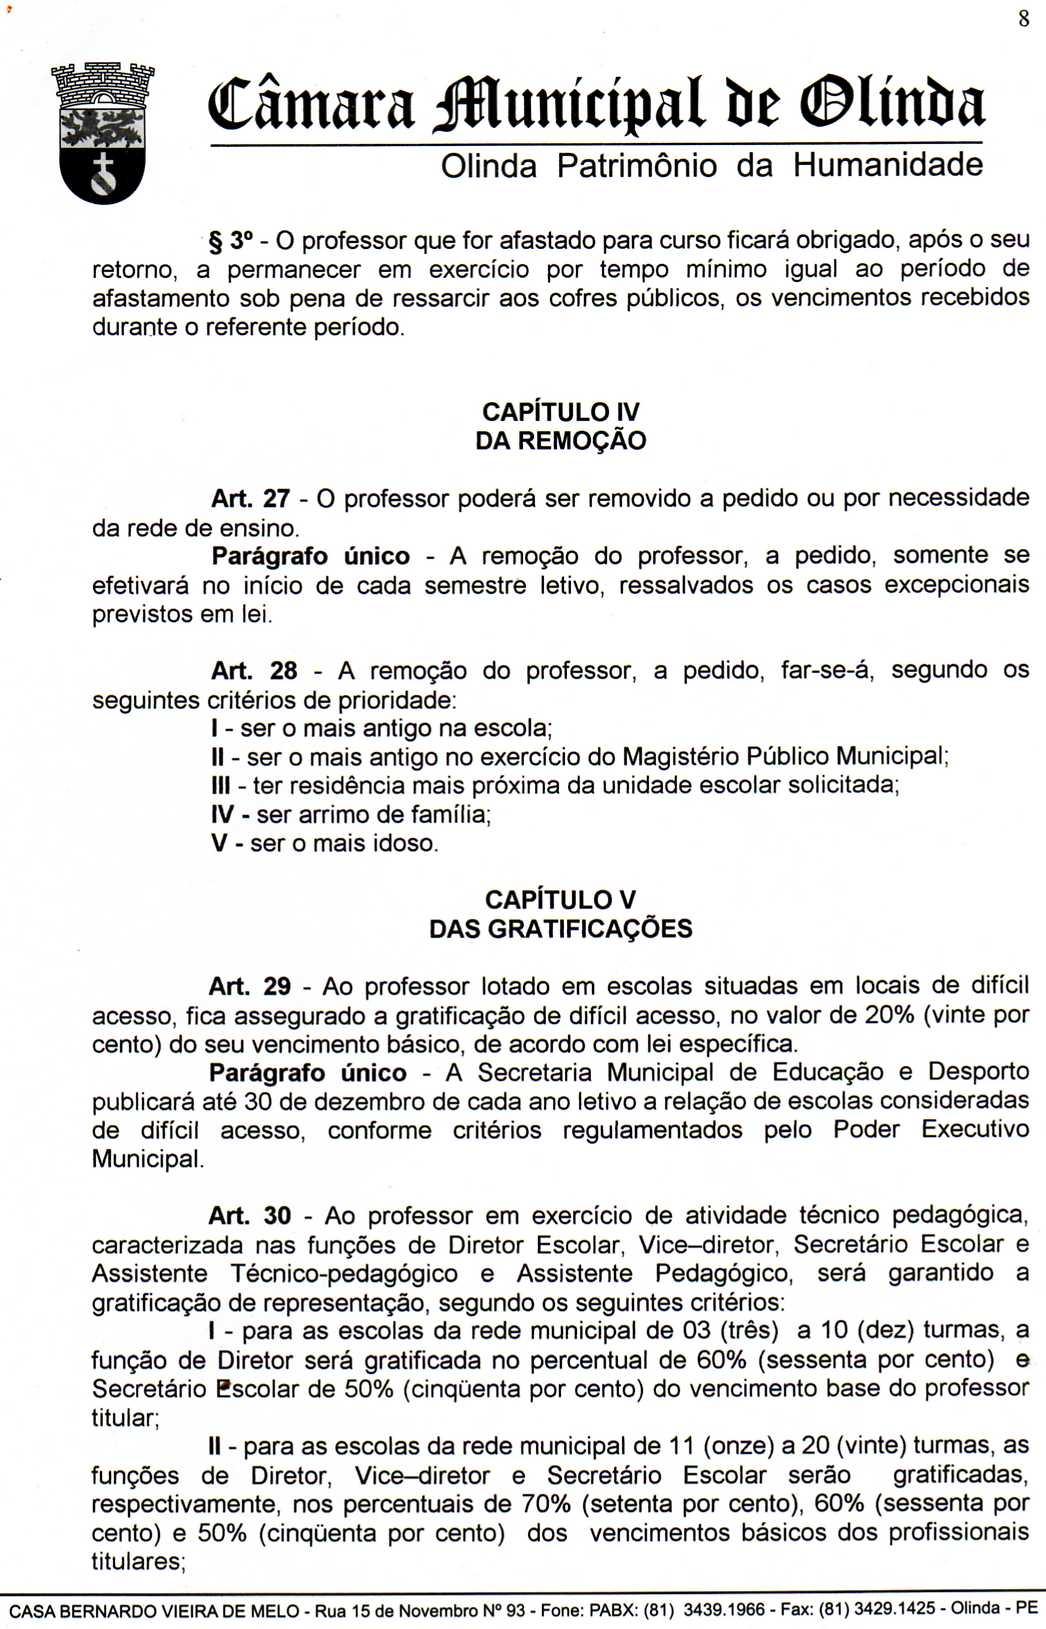 8
Câmara Municipal de Olinda
Olinda Patrimônio da Humanidade
§ 3º - O professor que for afastado para curso ficará obrigado, após o seu
retorno, a permanecer em exercício por tempo mínimo igual ao período de
afastamento sob pena de ressarcir aos cofres públicos, os vencimentos recebidos
durante o referente período.
CAPÍTULO IV
DA REMOÇÃO
Art. 27 - O professor poderá ser removido a pedido ou por necessidade
da rede de ensino.
Parágrafo único - A remoção do professor, a pedido, somente se
efetivará no início de cada semestre letivo, ressalvados os casos excepcionais
previstos em lei.
Art. 28 - A remoção do professor, a pedido, far-se-á, segundo os
seguintes critérios de prioridade:
I - ser o mais antigo na escola;
II - ser o mais antigo no exercício do Magistério Público Municipal;
III - ter residência mais próxima da unidade escolar solicitada;
IV - ser arrimo de família;
V - ser o mais idoso.
CAPÍTULO V
DAS GRATIFICAÇÕES
Art. 29 - Ao professor lotado em escolas situadas em locais de difícil
acesso, fica assegurado a gratificação de difícil acesso, no valor de 20% (vinte por
cento) do seu vencimento básico, de acordo com lei específica.
Parágrafo único - A Secretaria Municipal de Educação e Desporto
publicará até 30 de dezembro de cada ano letivo a relação de escolas consideradas
de difícil acesso, conforme critérios regulamentados pelo Poder Executivo
Municipal.
Art. 30 - Ao professor em exercício de atividade técnico pedagógica,
caracterizada nas funções de Diretor Escolar, Vice–diretor, Secretário Escolar e
Assistente Técnico-pedagógico e Assistente Pedagógico, será garantido a
gratificação de representação, segundo os seguintes critérios:
I - para as escolas da rede municipal de 03 (três) a 10 (dez) turmas, a
função de Diretor será gratificada no percentual de 60% (sessenta por cento) e
Secretário Escolar de 50% (cinqüenta por cento) do vencimento base do professor
titular;
II - para as escolas da rede municipal de 11 (onze) a 20 (vinte) turmas, as
funções de Diretor, Vice–diretor e Secretário Escolar serão gratificadas,
respectivamente, nos percentuais de 70% (setenta por cento), 60% (sessenta por
cento) e 50% (cinqüenta por cento) dos vencimentos básicos dos profissionais
titulares;
CASA BERNARDO VIEIRA DE MELO - Rua 15 de Novembro Nº 93 - Fone: PABX: (81) 3439.1966 - Fax: (81) 3429.1425 - Olinda - PE